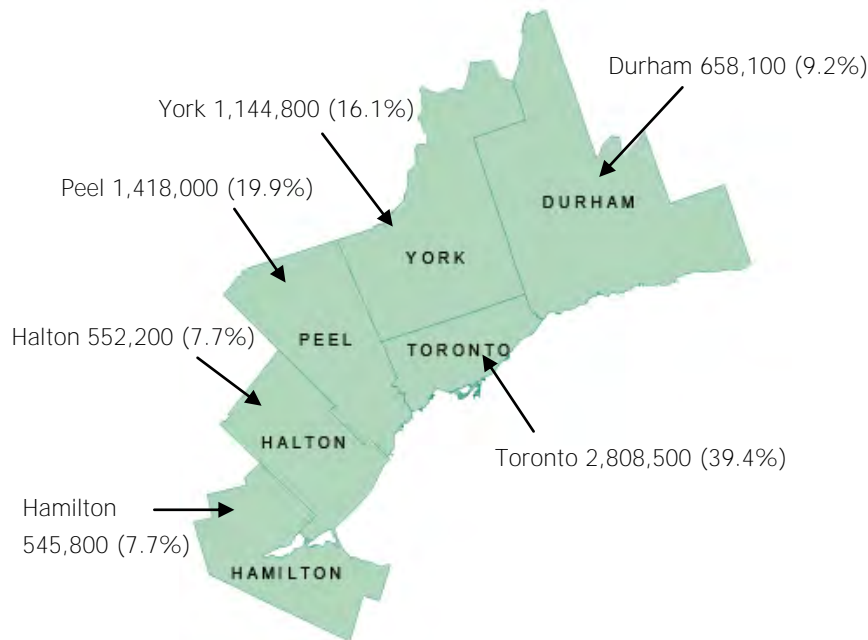 Durham 658,100 (9.2%)
York 1,144,800 (16.1%)
Peel 1,418,000 (19.9%)
DURHAM
YORK
Halton 552,200 (7.7%)
PEEL
TORONTO
HALTON
Toronto 2,808,500 (39.4%)
Hamilton
545,800 (7.7%)
HAMILTON